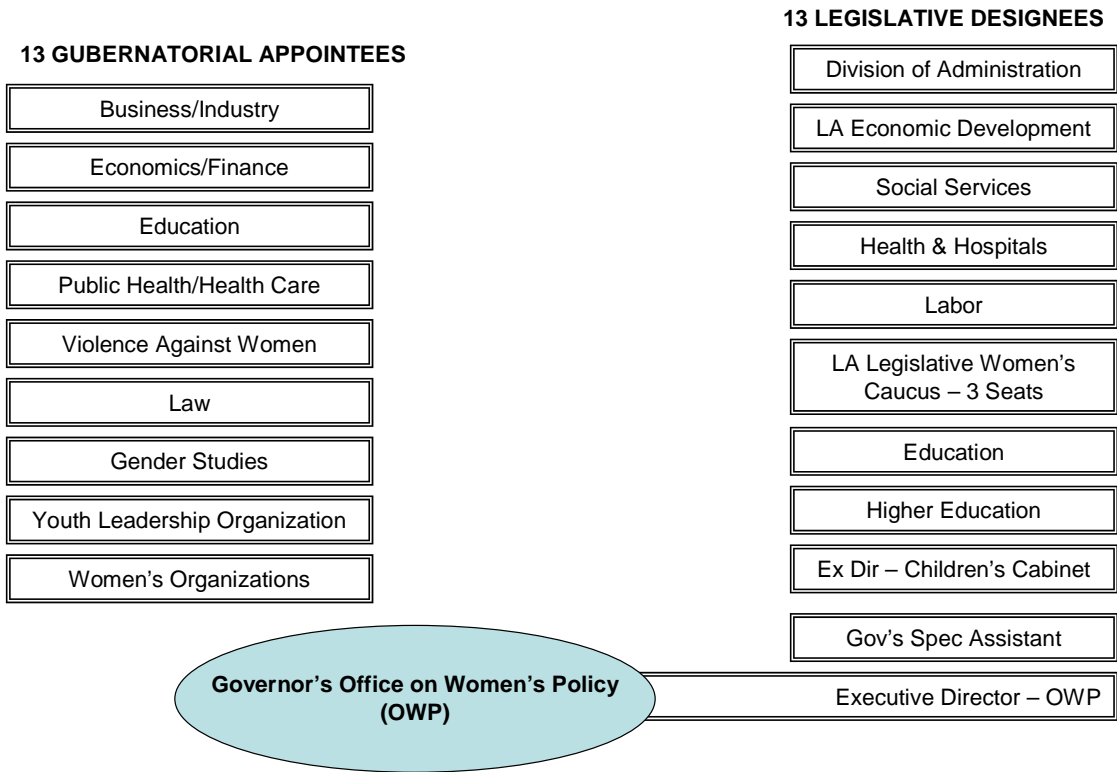 13 GUBERNATORIAL APPOINTEES
Business/Industry
Economics/Finance
Education
Public Health/Health Care
Violence Against Women
Law
Gender Studies
Youth Leadership Organization
Women’s Organizations
13 LEGISLATIVE DESIGNEES
Division of Administration
LA Economic Development
Social Services
Health & Hospitals
Labor
LA Legislative Women’s
Caucus – 3 Seats
Education
Higher Education
Ex Dir – Children’s Cabinet
Gov’s Spec Assistant
Executive Director – OWP
Governor’s Office on Women’s Policy
(OWP)